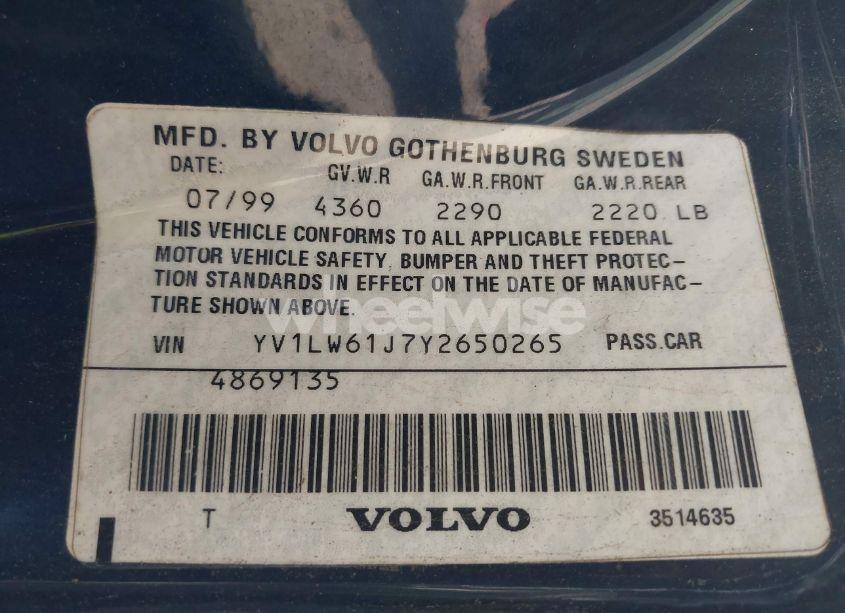 MFD. BY VOLVO GOTHENBURG SWEDEN
DATE: GV.W.R GA.W.R.FRONT GA.W.R.REAR
07/99 4360 2290 2220 LB
THIS VEHICLE CONFORMS TO ALL APPLICABLE FEDERAL
MOTOR VEHICLE SAFETY, BUMPER AND THEFT PROTEC-
TION STANDARDS IN EFFECT ON THE DATE OF MANUFAC-
TURE SHOWN ABOVE.
wheelwise
VIN YV1LW61J7Y2650265 PASS.CAR
4869135
T VOLVO 3514635